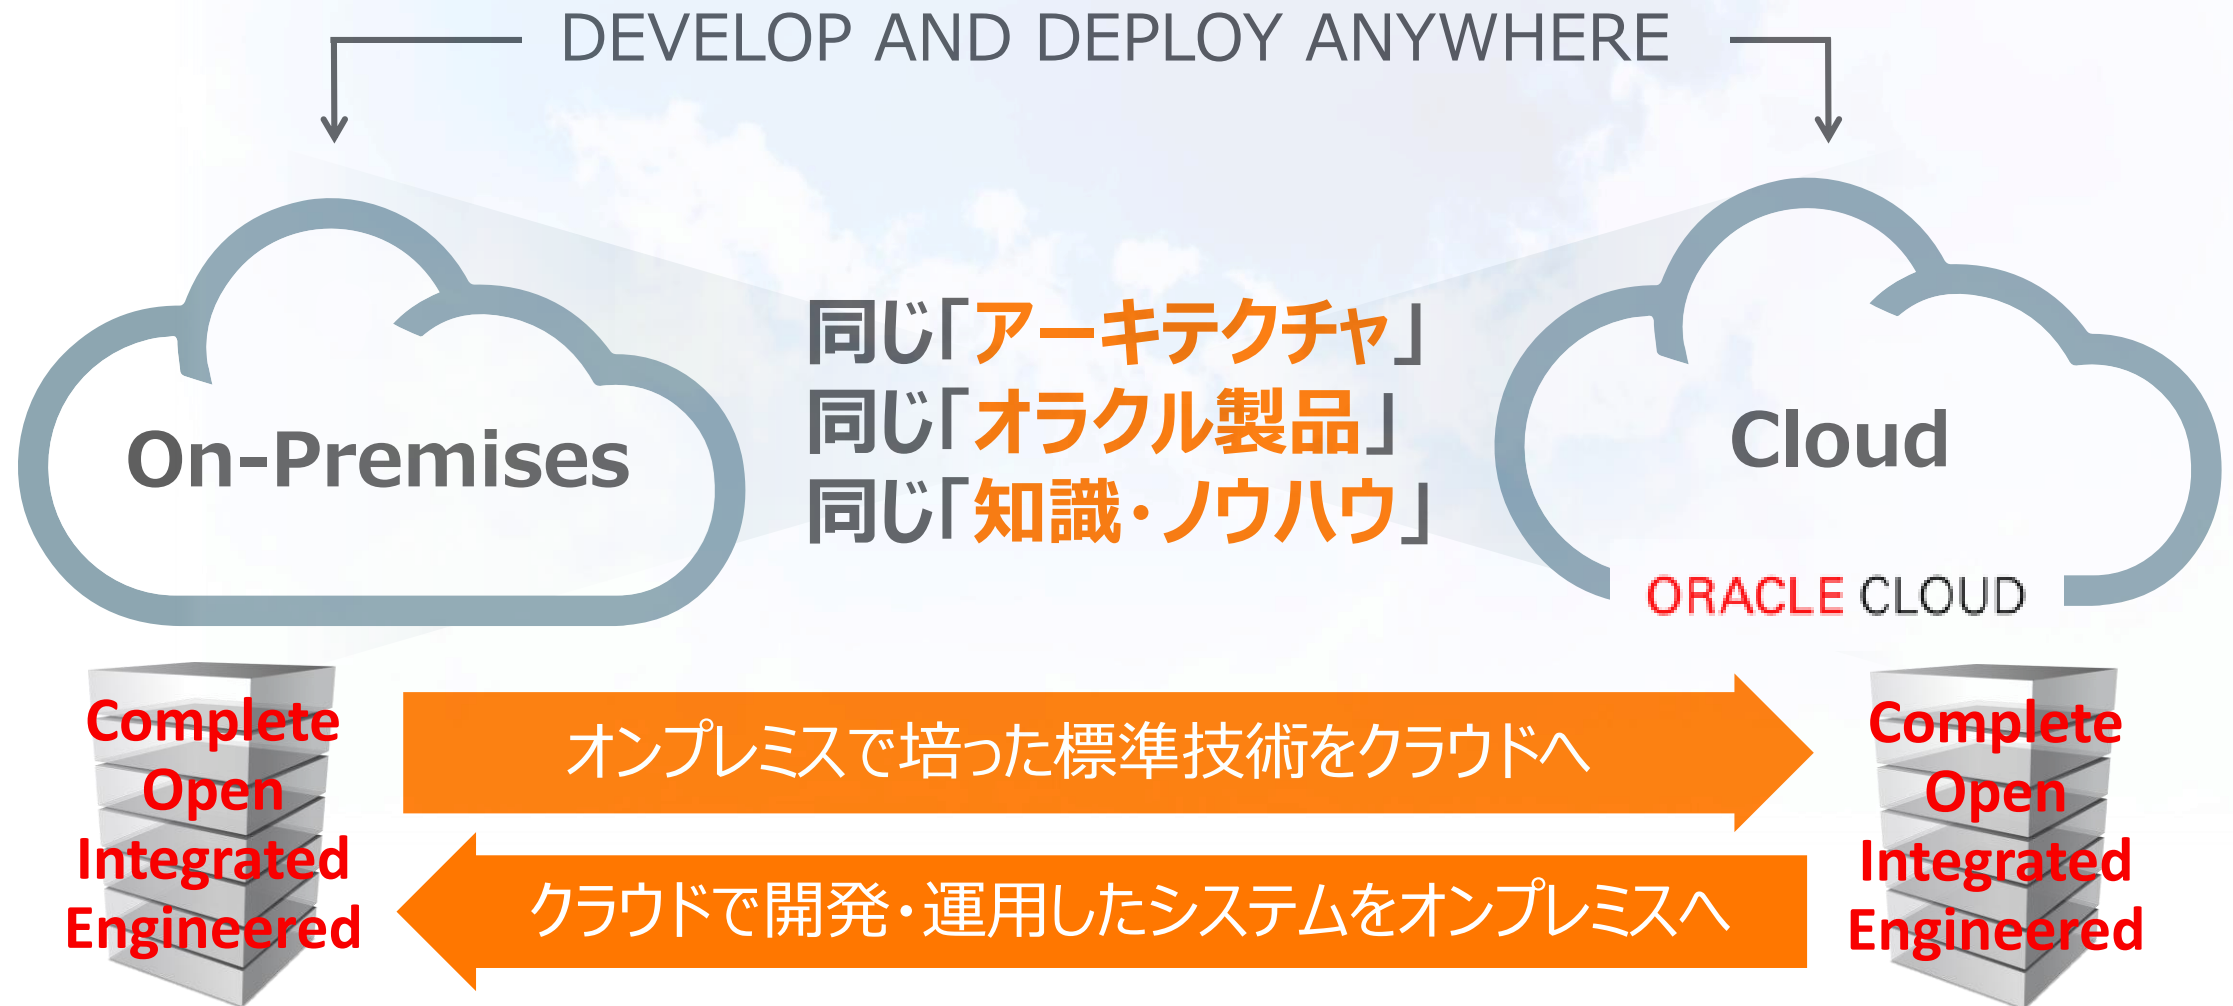 DEVELOP AND DEPLOY ANYWHERE
On-Premises
同じ「アーキテクチャ」
同じ「オラクル製品」
同じ「知識・ノウハウ」
Cloud
ORACLE CLOUD
Complete
Open
Integrated
Engineered
オンプレミスで培った標準技術をクラウドへ
クラウドで開発・運用したシステムをオンプレミスへ
Complete
Open
Integrated
Engineered